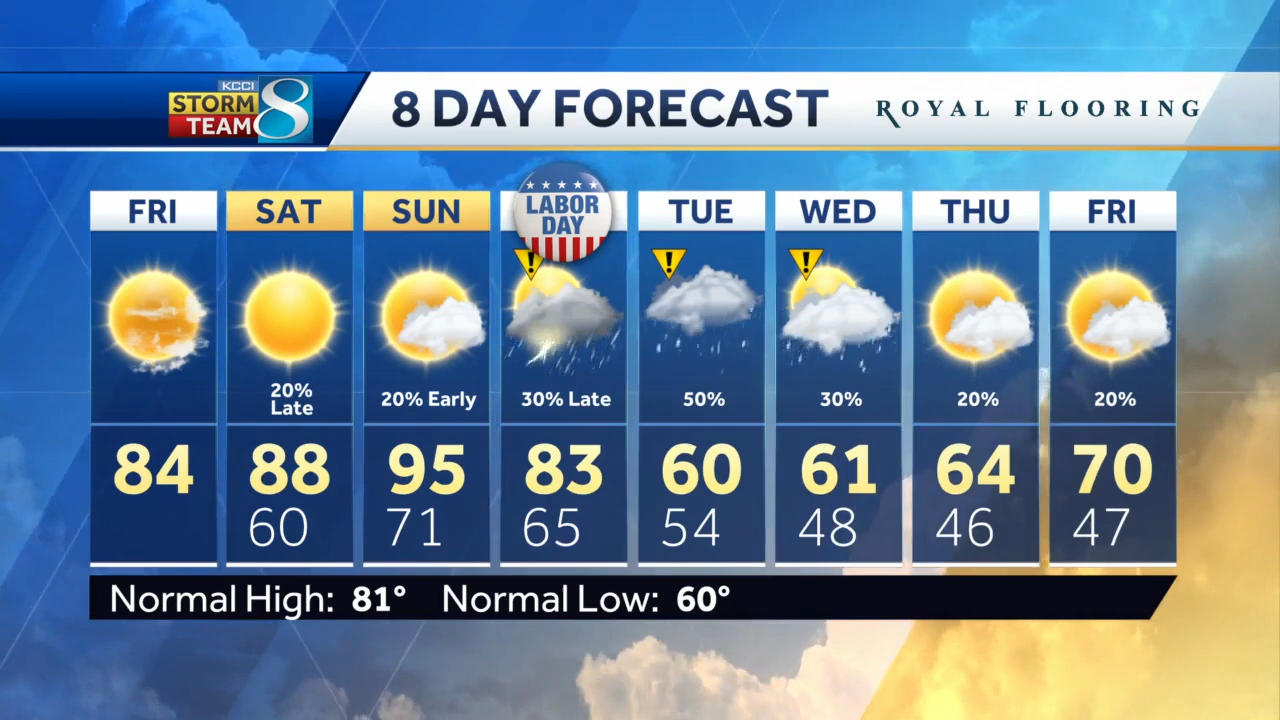 KCCI
STORM
TEAM 8
8 DAY FORECAST
ROYAL FLOORING
FRI
SAT
SUN
LABOR
DAY
TUE
WED
THU
FRI
!
!
!
20%
Late
20% Early
30% Late
50%
30%
20%
20%
84
88
95
83
60
61
64
70
60
71
65
54
48
46
47
Normal High: 81° Normal Low: 60°